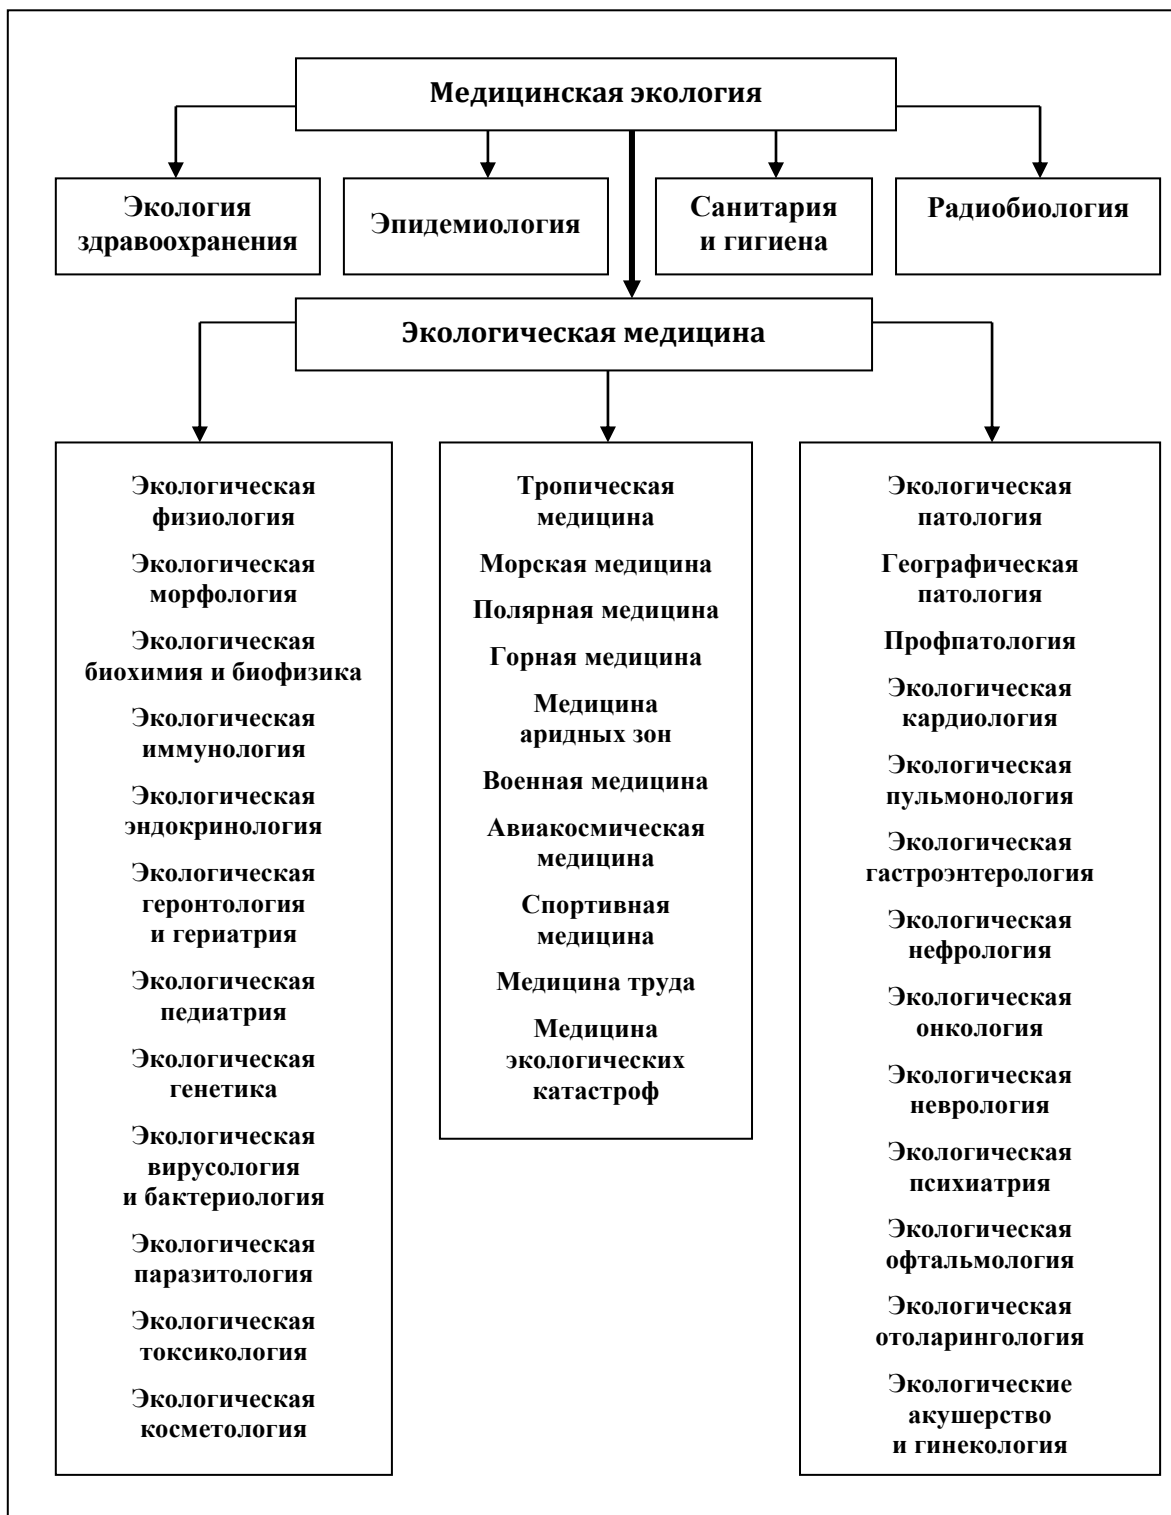 Медицинская экология
Экология
здравоохранения
Эпидемиология
Санитария
и гигиена
Радиобиология
Экологическая медицина
Экологическая
физиология
Экологическая
морфология
Экологическая
биохимия и биофизика
Экологическая
иммунология
Экологическая
эндокринология
Экологическая
геронтология
и гериатрия
Экологическая
педиатрия
Экологическая
генетика
Экологическая
вирусология
и бактериология
Экологическая
паразитология
Экологическая
токсикология
Экологическая
косметология
Тропическая
медицина
Морская медицина
Полярная медицина
Горная медицина
Медицина
аридных зон
Военная медицина
Авиакосмическая
медицина
Спортивная
медицина
Медицина труда
Медицина
экологических
катастроф
Экологическая
патология
Географическая
патология
Профпатология
Экологическая
кардиология
Экологическая
пульмонология
Экологическая
гастроэнтерология
Экологическая
нефрология
Экологическая
онкология
Экологическая
неврология
Экологическая
психиатрия
Экологическая
офтальмология
Экологическая
отоларингология
Экологические
акушерство
и гинекология